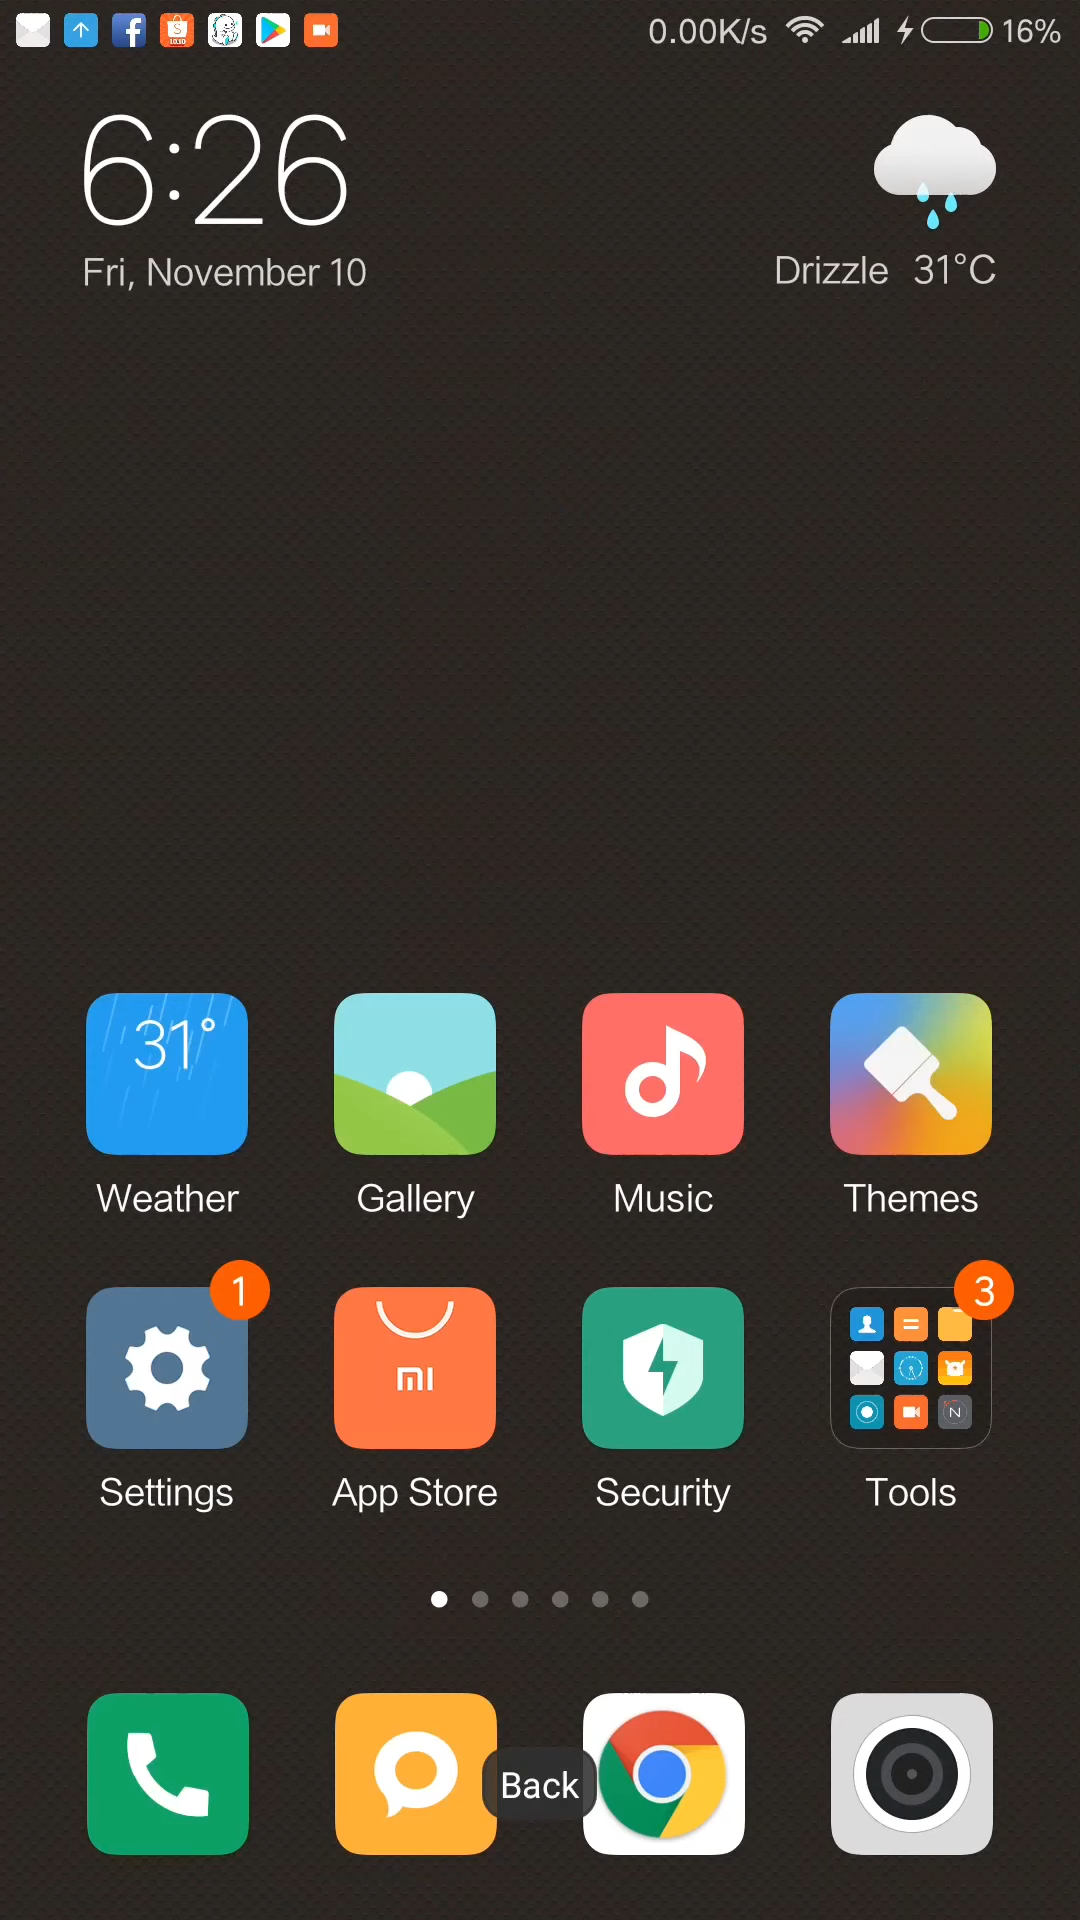 0.00K/s 16%
6:26
Fri, November 10
Drizzle 31°C
31°
Weather Gallery Music Themes
1 3
Settings App Store Security Tools
Back